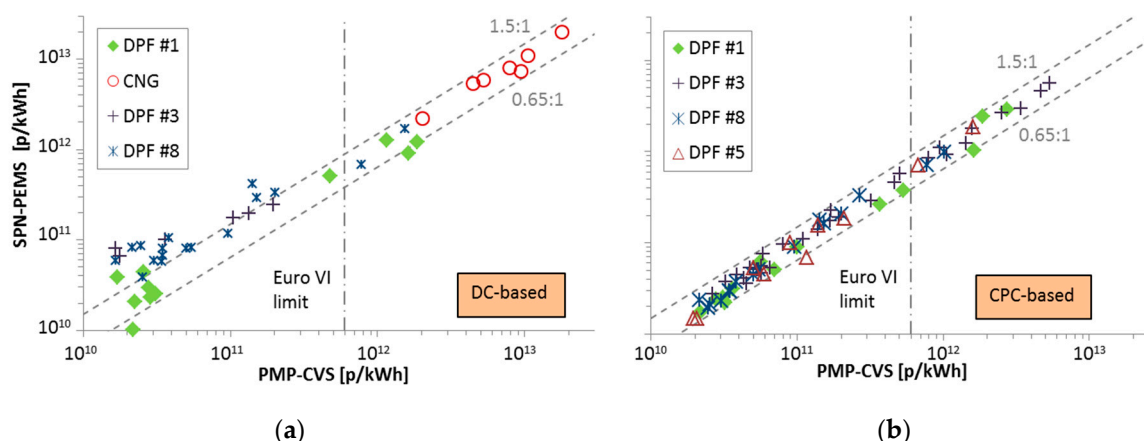 SPN-PEMS [p/kWh]
10^13
10^12
10^11
10^10
DPF #1
CNG
DPF #3
DPF #8
1.5:1
0.65:1
Euro VI
limit
DC-based
10^10 10^11 10^12 10^13
PMP-CVS [p/kWh]
(a)
DPF #1
DPF #3
DPF #8
DPF #5
1.5:1
0.65:1
Euro VI
limit
CPC-based
10^10 10^11 10^12 10^13
PMP-CVS [p/kWh]
(b)